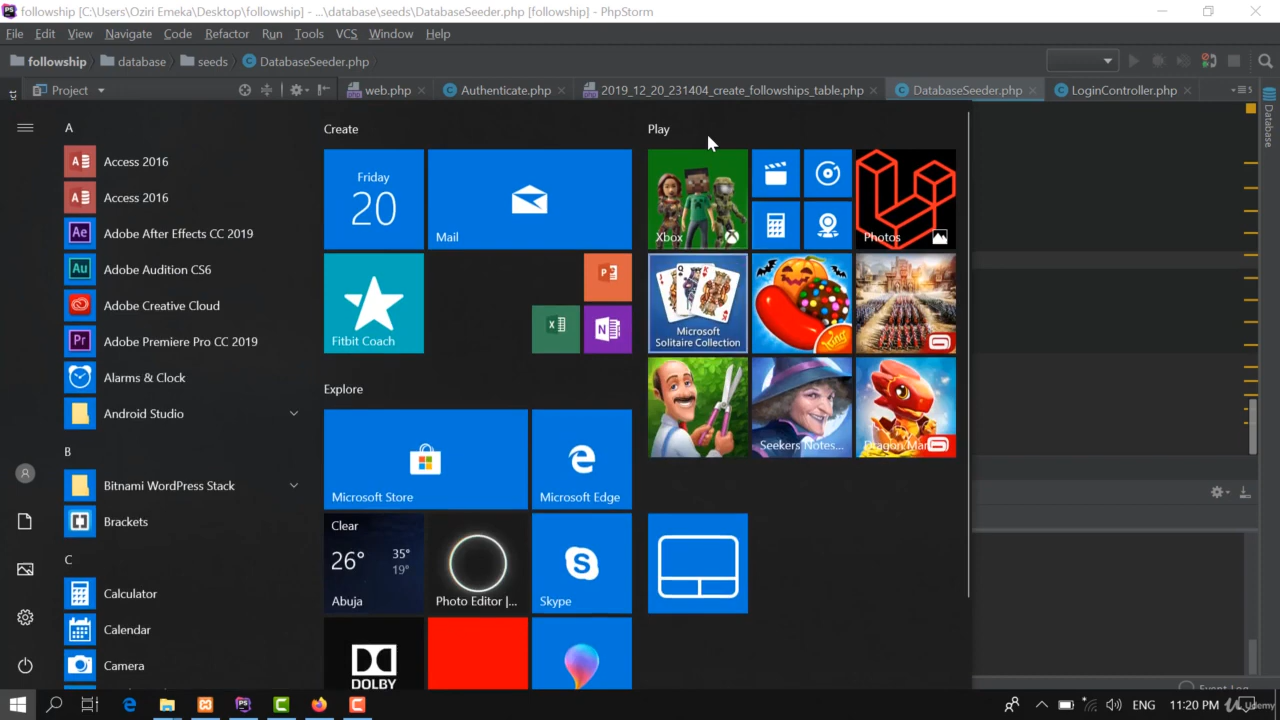 PS followship [C:\Users\Oziri Emeka\Desktop\followship] - ...\database\seeds\DatabaseSeeder.php [followship] - PhpStorm
File Edit View Navigate Code Refactor Run Tools VCS Window Help
followship database seeds DatabaseSeeder.php
Project web.php Authenticate.php 2019_12_20_231404_create_followships_table.php DatabaseSeeder.php LoginController.php
Database
A
Access 2016
Access 2016
Adobe After Effects CC 2019
Adobe Audition CS6
Adobe Creative Cloud
Adobe Premiere Pro CC 2019
Alarms & Clock
Android Studio
B
Bitnami WordPress Stack
Brackets
C
Calculator
Calendar
Camera
Create
Friday
20
Mail
Fitbit Coach
Explore
Microsoft Store
Microsoft Edge
Clear
26° 35°
19°
Abuja
Photo Editor |...
Skype
DOLBY
Play
Xbox
Photos
Microsoft
Solitaire Collection
King
Seekers Notes...
ENG
11:20 PM
Udemy